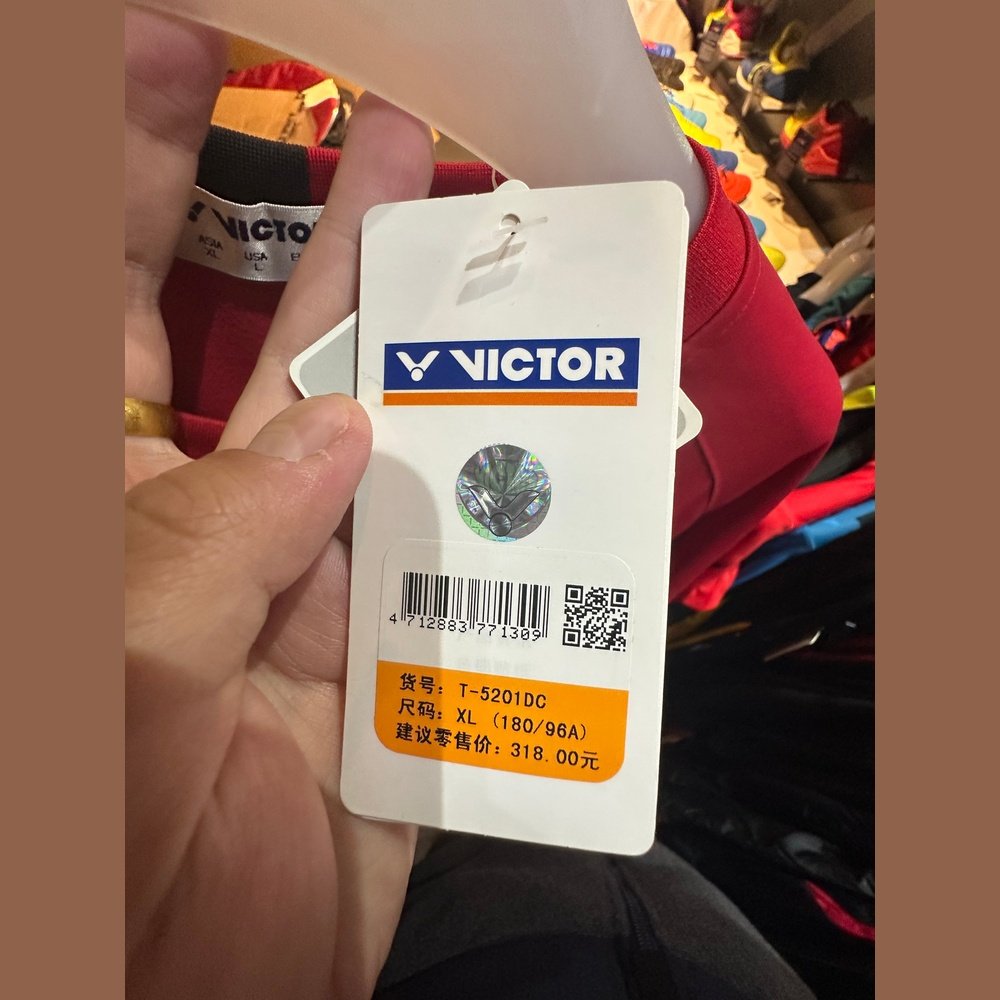 VICTOR
ASIA USA
XL L
VICTOR
4 712883 771309
货号: T-5201DC
尺码: XL (180/96A)
建议零售价: 318.00元